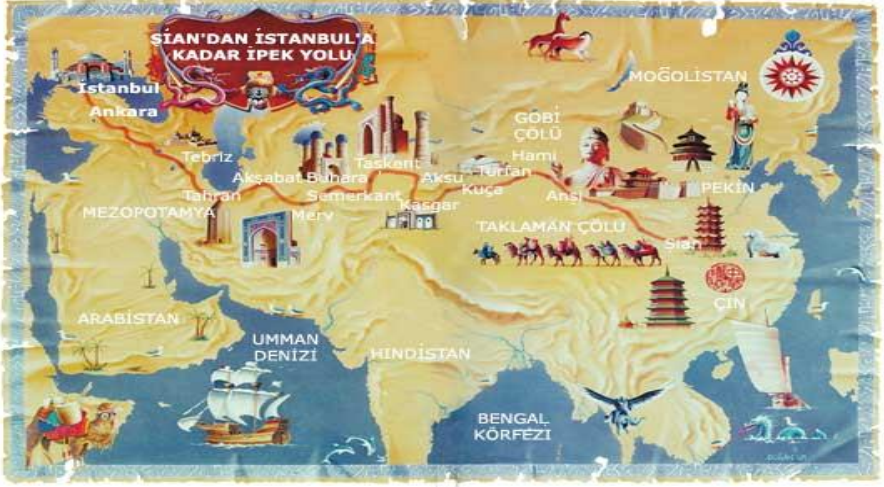 SİAN'DAN İSTANBUL'A
KADAR İPEK YOLU
MOĞOLİSTAN
İstanbul
Ankara
GOBİ
ÇÖLÜ
Tebriz
Taşkent
Hami
Turfan
Akşabat Buhara
Aksu
Kuça
PEKİN
Tahran
Semerkant
Kaşgar
Anşi
MEZOPOTAMYA
Merv
TAKLAMAN ÇÖLÜ
Sian
ÇİN
ARABİSTAN
UMMAN
DENİZİ
HİNDİSTAN
BENGAL
KÖRFEZİ